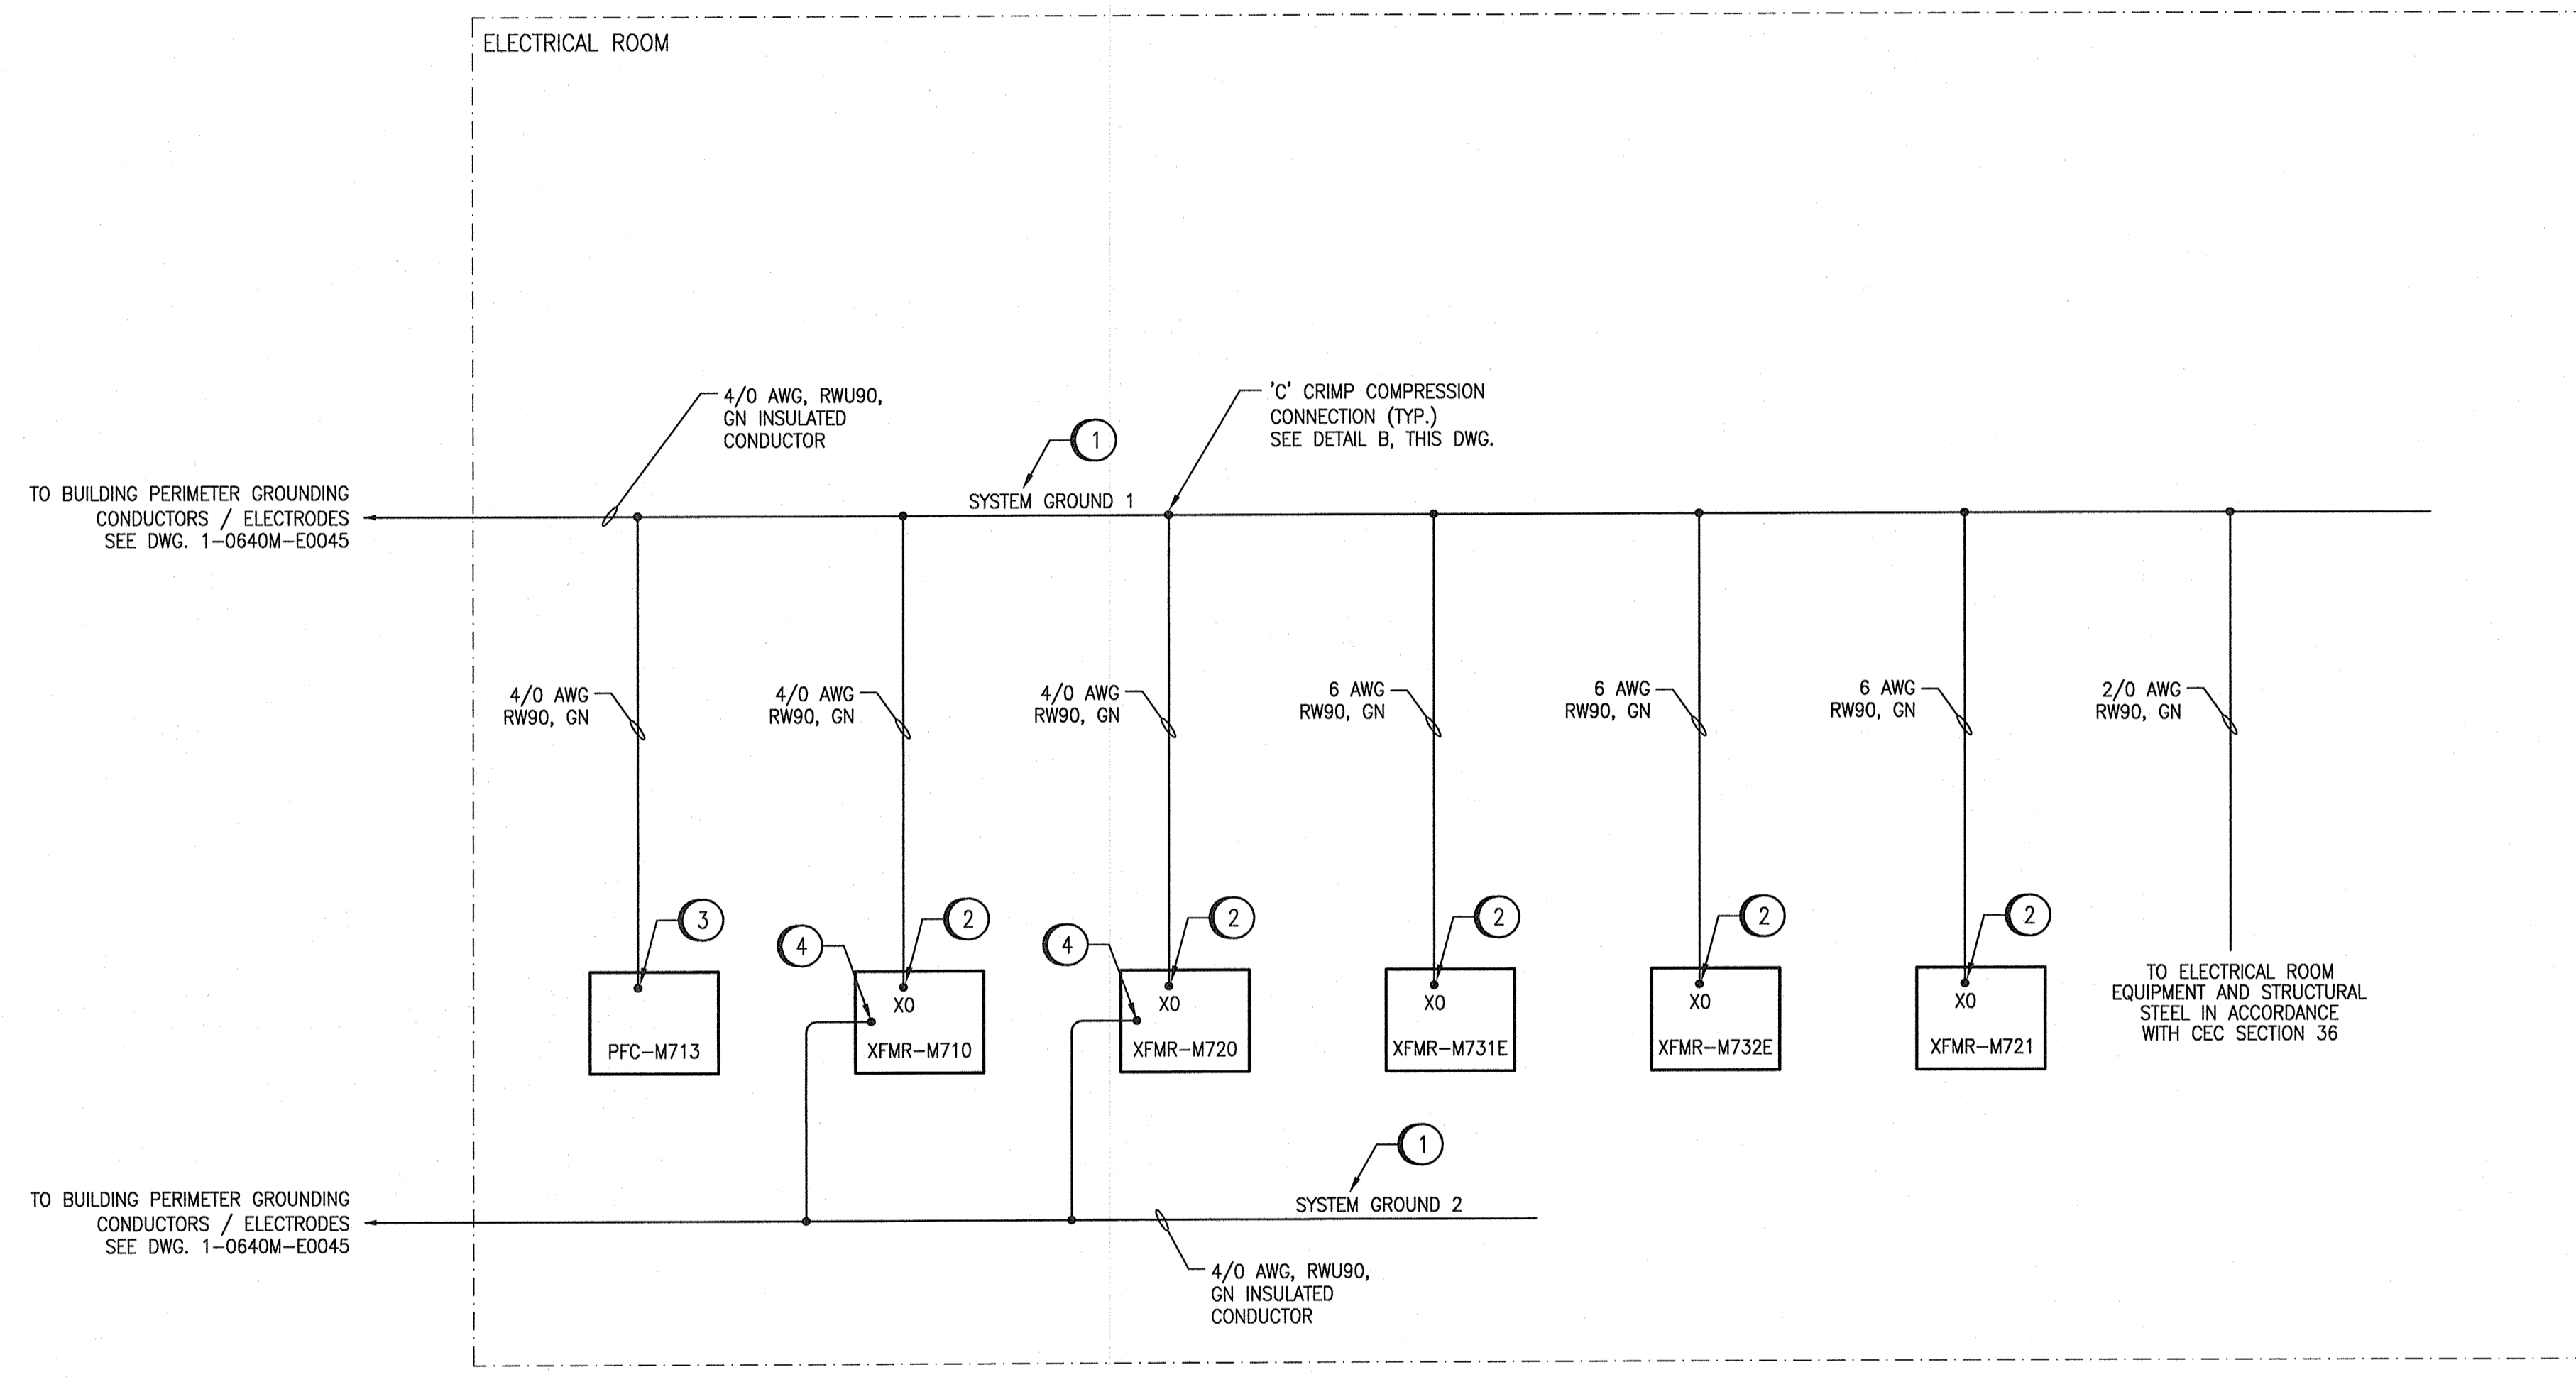 ELECTRICAL ROOM
4/0 AWG, RWU90,
GN INSULATED
CONDUCTOR
'C' CRIMP COMPRESSION
CONNECTION (TYP.)
SEE DETAIL B, THIS DWG.
1
SYSTEM GROUND 1
TO BUILDING PERIMETER GROUNDING
CONDUCTORS / ELECTRODES
SEE DWG. 1-0640M-E0045
4/0 AWG
RW90, GN
4/0 AWG
RW90, GN
4/0 AWG
RW90, GN
6 AWG
RW90, GN
6 AWG
RW90, GN
6 AWG
RW90, GN
2/0 AWG
RW90, GN
3
PFC-M713
4
2
X0
XFMR-M710
4
2
X0
XFMR-M720
2
X0
XFMR-M731E
2
X0
XFMR-M732E
2
X0
XFMR-M721
TO ELECTRICAL ROOM
EQUIPMENT AND STRUCTURAL
STEEL IN ACCORDANCE
WITH CEC SECTION 36
1
SYSTEM GROUND 2
TO BUILDING PERIMETER GROUNDING
CONDUCTORS / ELECTRODES
SEE DWG. 1-0640M-E0045
4/0 AWG, RWU90,
GN INSULATED
CONDUCTOR